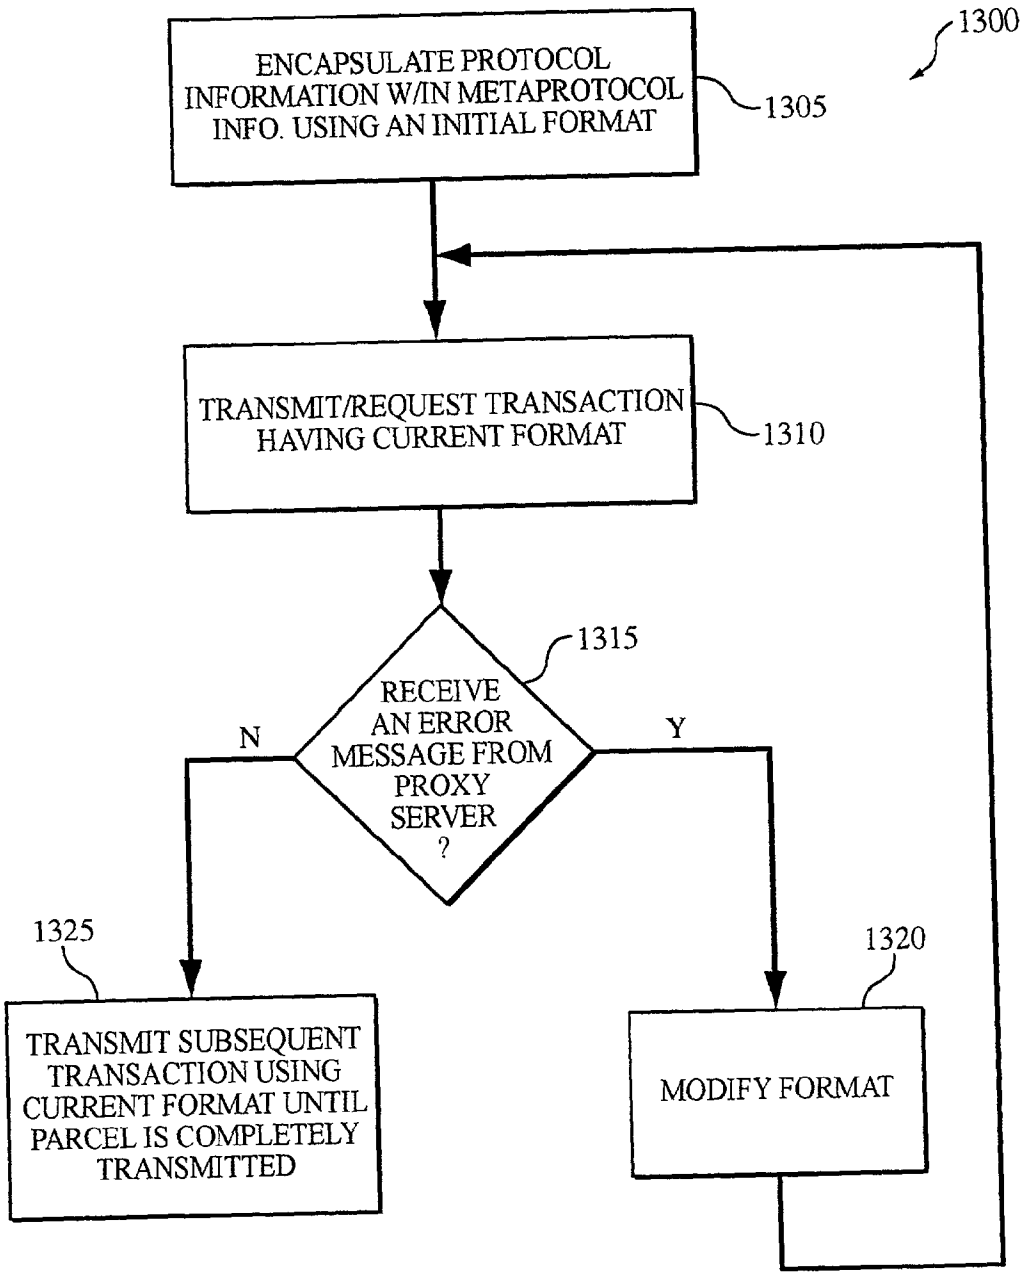 1300
ENCAPSULATE PROTOCOL
INFORMATION W/IN METAPROTOCOL
INFO. USING AN INITIAL FORMAT
1305
TRANSMIT/REQUEST TRANSACTION
HAVING CURRENT FORMAT
1310
1315
RECEIVE
AN ERROR
MESSAGE FROM
PROXY
SERVER
?
N
Y
1325
TRANSMIT SUBSEQUENT
TRANSACTION USING
CURRENT FORMAT UNTIL
PARCEL IS COMPLETELY
TRANSMITTED
1320
MODIFY FORMAT